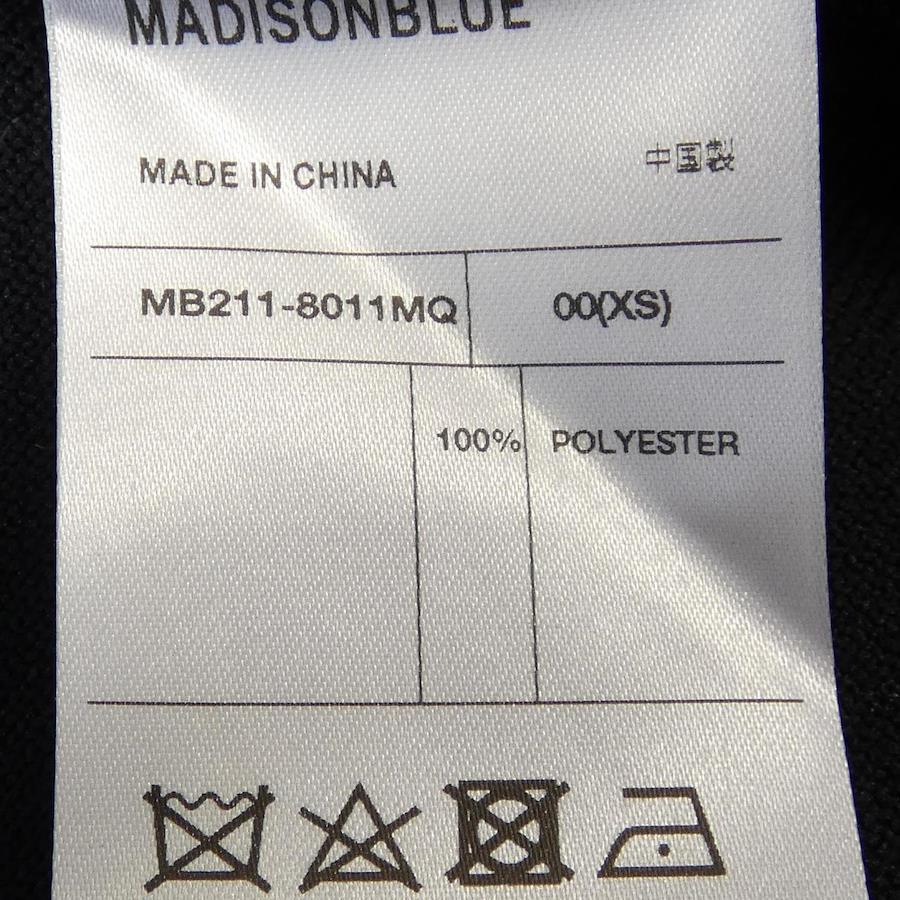 MADISONBLUE
MADE IN CHINA 中国製
MB211-8011MQ 00(XS)
100% POLYESTER